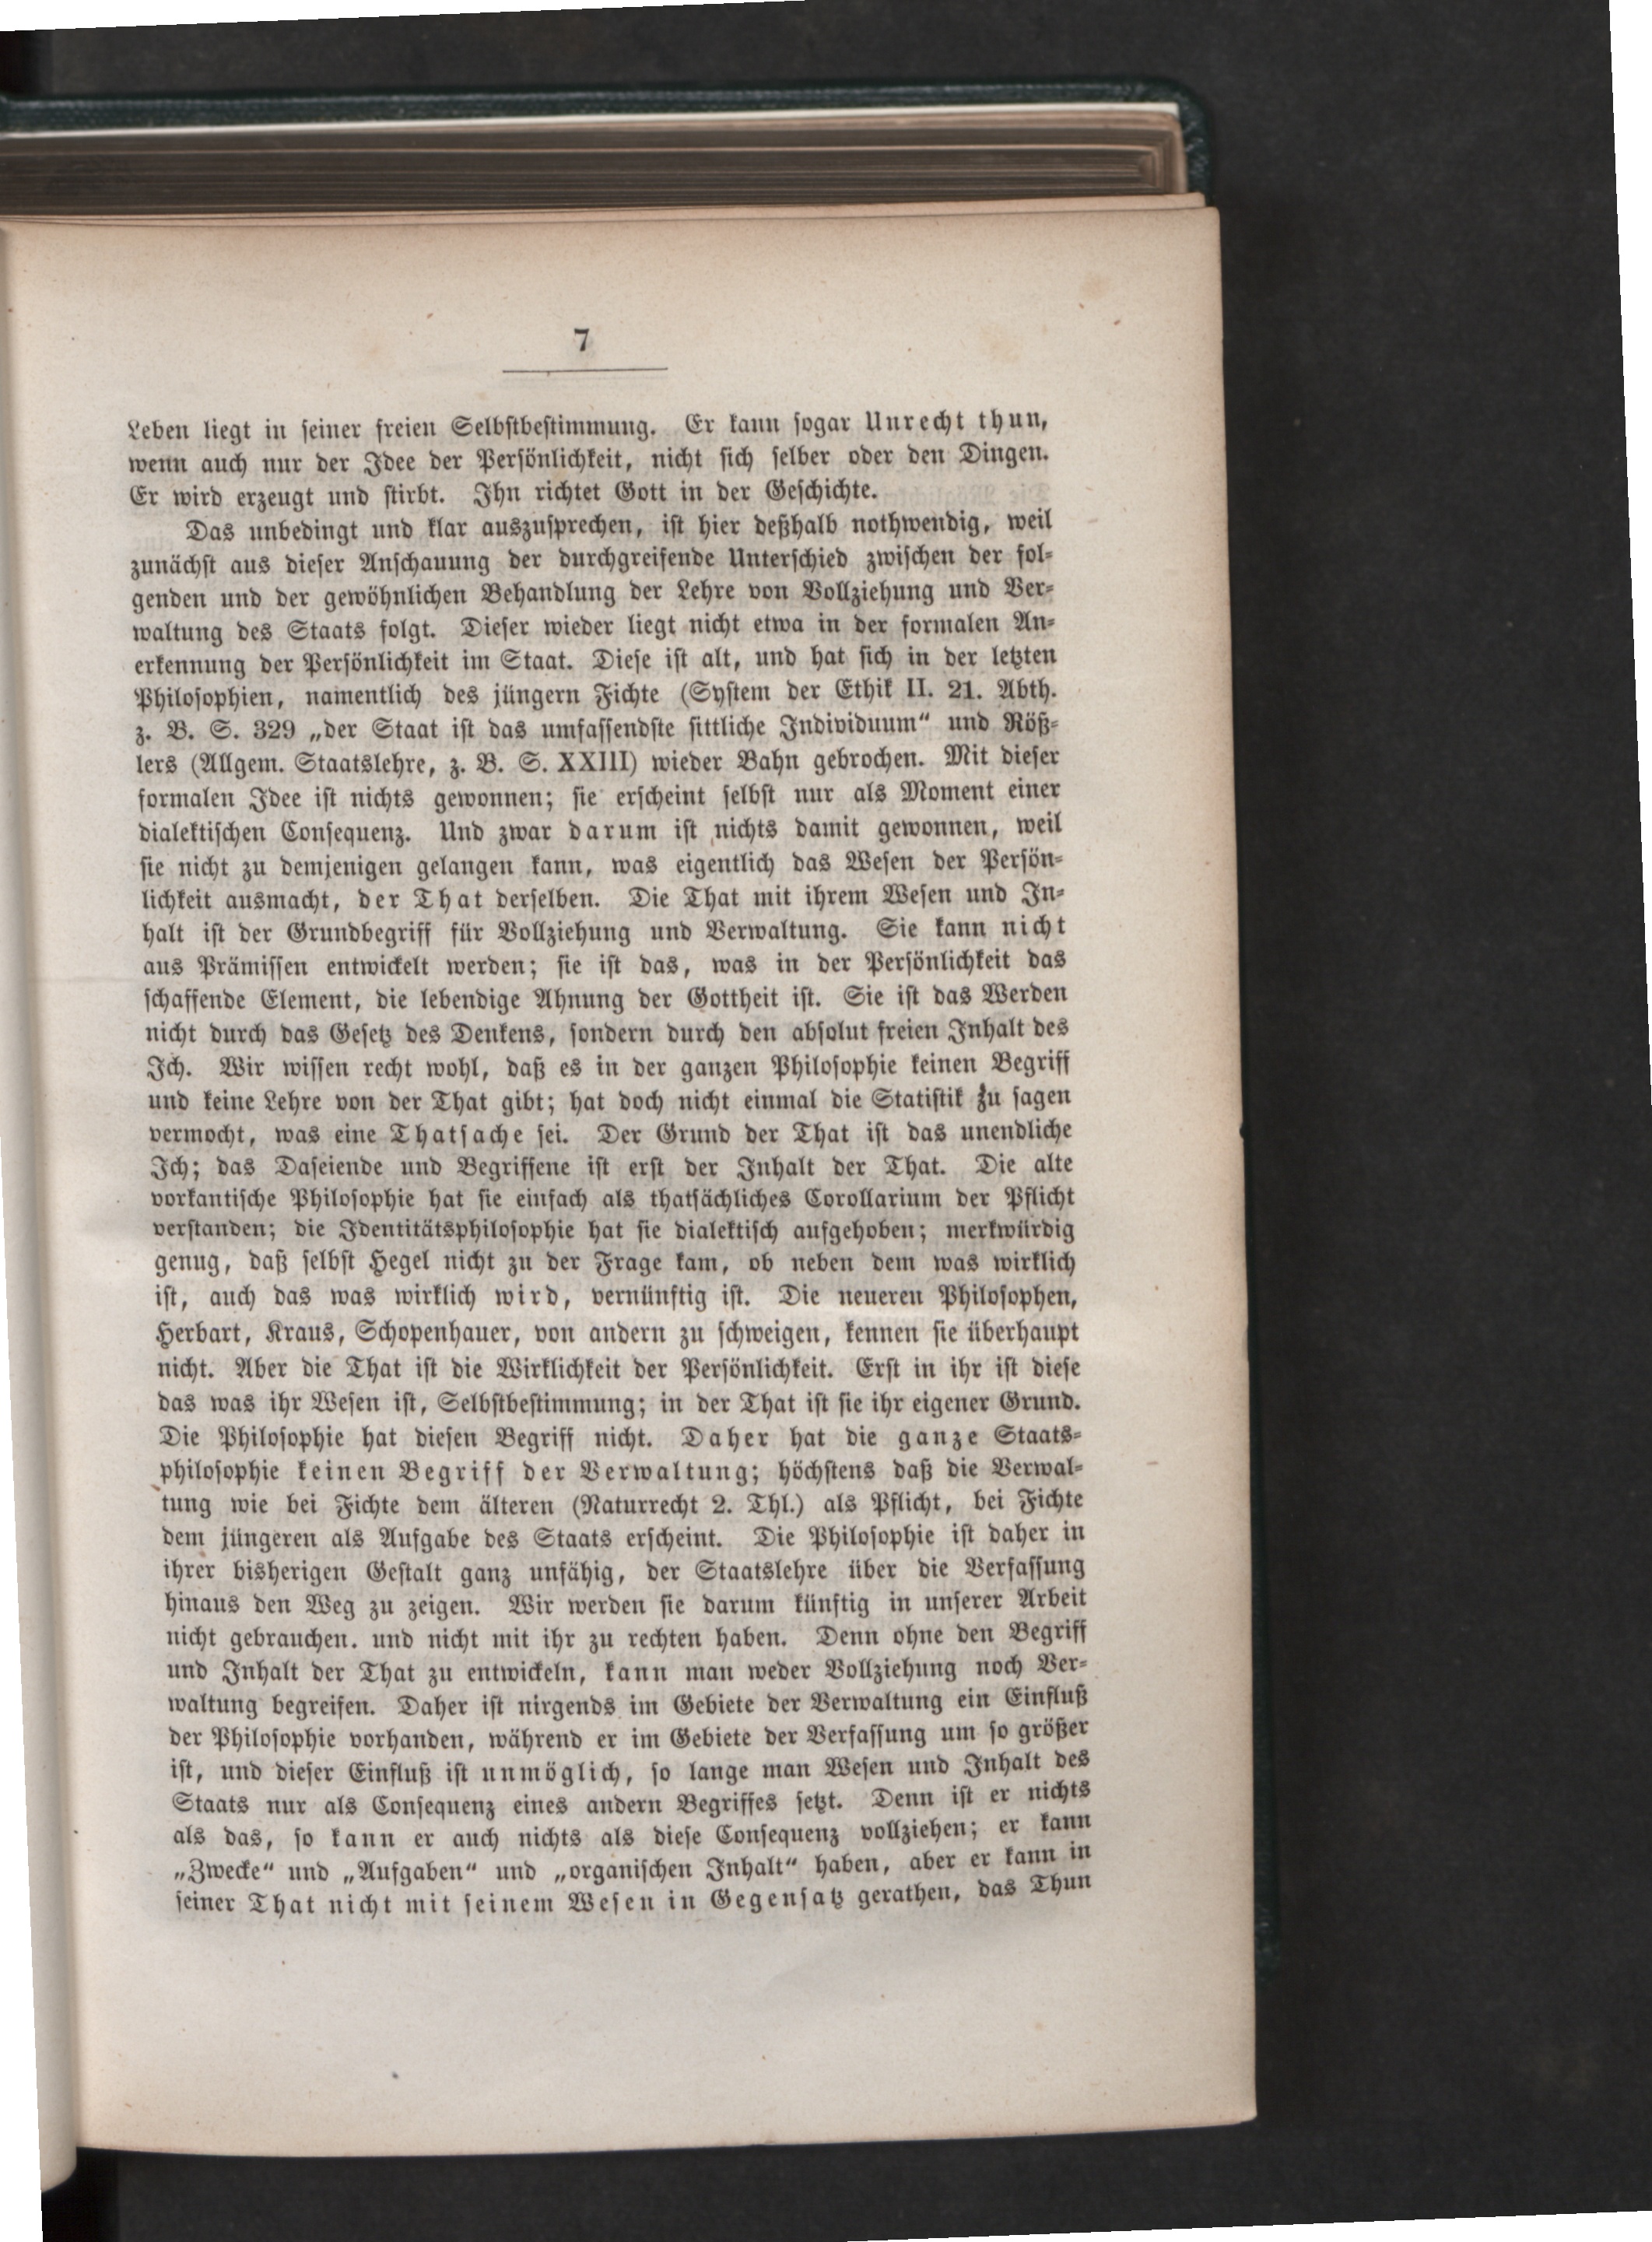 7
Leben liegt in seiner freien Selbstbestimmung. Er kann sogar Unrecht thun,
wenn auch nur der Idee der Persönlichkeit, nicht sich selber oder den Dingen.
Er wird erzeugt und stirbt. Ihn richtet Gott in der Geschichte.
Das unbedingt und klar auszusprechen, ist hier deßhalb nothwendig, weil
zunächst aus dieser Anschauung der durchgreifende Unterschied zwischen der fol-
genden und der gewöhnlichen Behandlung der Lehre von Vollziehung und Ver-
waltung des Staats folgt. Dieser wieder liegt nicht etwa in der formalen An-
erkennung der Persönlichkeit im Staat. Diese ist alt, und hat sich in der letzten
Philosophien, namentlich des jüngern Fichte (System der Ethik II. 21. Abth.
z. B. S. 329 „der Staat ist das umfassendste sittliche Individuum“ und Röß-
lers (Allgem. Staatslehre, z. B. S. XXIII) wieder Bahn gebrochen. Mit dieser
formalen Idee ist nichts gewonnen; sie erscheint selbst nur als Moment einer
dialektischen Consequenz. Und zwar darum ist nichts damit gewonnen, weil
sie nicht zu demjenigen gelangen kann, was eigentlich das Wesen der Persön-
lichkeit ausmacht, der That derselben. Die That mit ihrem Wesen und In-
halt ist der Grundbegriff für Vollziehung und Verwaltung. Sie kann nicht
aus Prämissen entwickelt werden; sie ist das, was in der Persönlichkeit das
schaffende Element, die lebendige Ahnung der Gottheit ist. Sie ist das Werden
nicht durch das Gesetz des Denkens, sondern durch den absolut freien Inhalt des
Ich. Wir wissen recht wohl, daß es in der ganzen Philosophie keinen Begriff
und keine Lehre von der That gibt; hat doch nicht einmal die Statistik zu sagen
vermocht, was eine Thatsache sei. Der Grund der That ist das unendliche
Ich; das Daseiende und Begriffene ist erst der Inhalt der That. Die alte
vorkantische Philosophie hat sie einfach als thatsächliches Corollarium der Pflicht
verstanden; die Identitätsphilosophie hat sie dialektisch aufgehoben; merkwürdig
genug, daß selbst Hegel nicht zu der Frage kam, ob neben dem was wirklich
ist, auch das was wirklich wird, vernünftig ist. Die neueren Philosophen,
Herbart, Kraus, Schopenhauer, von andern zu schweigen, kennen sie überhaupt
nicht. Aber die That ist die Wirklichkeit der Persönlichkeit. Erst in ihr ist diese
das was ihr Wesen ist, Selbstbestimmung; in der That ist sie ihr eigener Grund.
Die Philosophie hat diesen Begriff nicht. Daher hat die ganze Staats-
philosophie keinen Begriff der Verwaltung; höchstens daß die Verwal-
tung wie bei Fichte dem älteren (Naturrecht 2. Thl.) als Pflicht, bei Fichte
dem jüngeren als Aufgabe des Staats erscheint. Die Philosophie ist daher in
ihrer bisherigen Gestalt ganz unfähig, der Staatslehre über die Verfassung
hinaus den Weg zu zeigen. Wir werden sie darum künftig in unserer Arbeit
nicht gebrauchen. und nicht mit ihr zu rechten haben. Denn ohne den Begriff
und Inhalt der That zu entwickeln, kann man weder Vollziehung noch Ver-
waltung begreifen. Daher ist nirgends im Gebiete der Verwaltung ein Einfluß
der Philosophie vorhanden, während er im Gebiete der Verfassung um so größer
ist, und dieser Einfluß ist unmöglich, so lange man Wesen und Inhalt des
Staats nur als Consequenz eines andern Begriffes setzt. Denn ist er nichts
als das, so kann er auch nichts als diese Consequenz vollziehen; er kann
„Zwecke“ und „Aufgaben“ und „organischen Inhalt“ haben, aber er kann in
seiner That nicht mit seinem Wesen in Gegensatz gerathen, das Thun